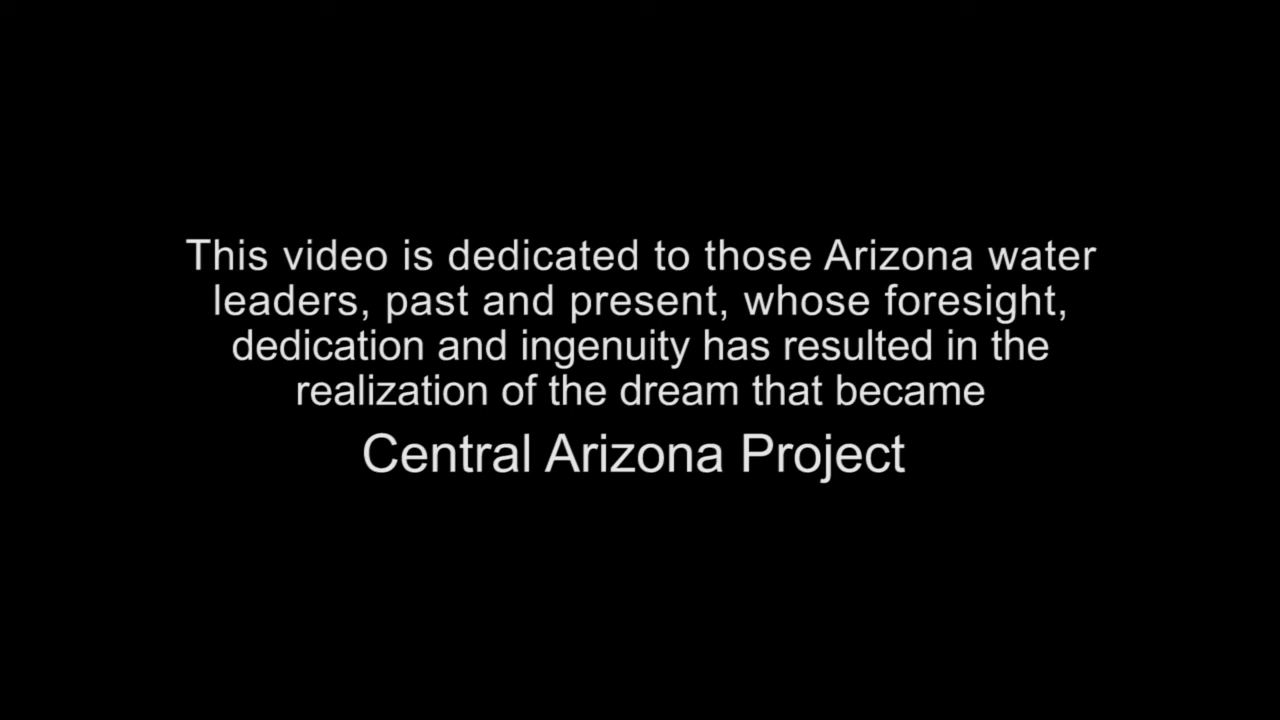 This video is dedicated to those Arizona water
leaders, past and present, whose foresight,
dedication and ingenuity has resulted in the
realization of the dream that became
Central Arizona Project